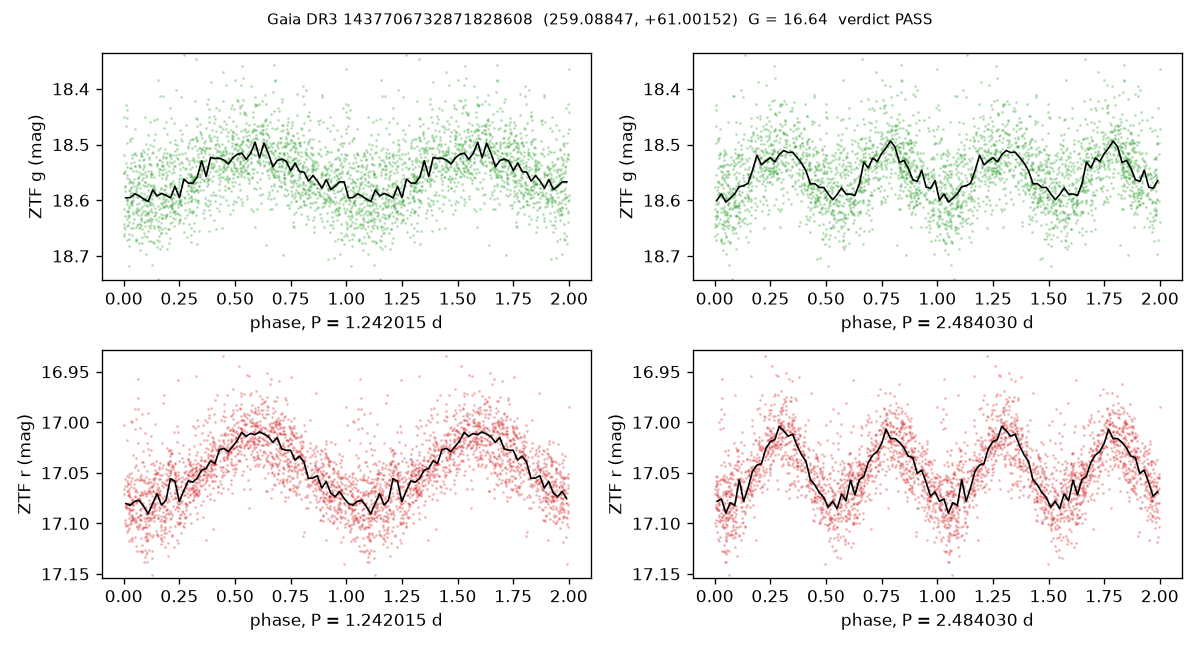 Gaia DR3 1437706732871828608 (259.08847, +61.00152) G = 16.64 verdict PASS
ZTF g (mag)
18.4
18.5
18.6
18.7
0.00 0.25 0.50 0.75 1.00 1.25 1.50 1.75 2.00
phase, P = 1.242015 d
ZTF g (mag)
18.4
18.5
18.6
18.7
0.00 0.25 0.50 0.75 1.00 1.25 1.50 1.75 2.00
phase, P = 2.484030 d
ZTF r (mag)
16.95
17.00
17.05
17.10
17.15
0.00 0.25 0.50 0.75 1.00 1.25 1.50 1.75 2.00
phase, P = 1.242015 d
ZTF r (mag)
16.95
17.00
17.05
17.10
17.15
0.00 0.25 0.50 0.75 1.00 1.25 1.50 1.75 2.00
phase, P = 2.484030 d